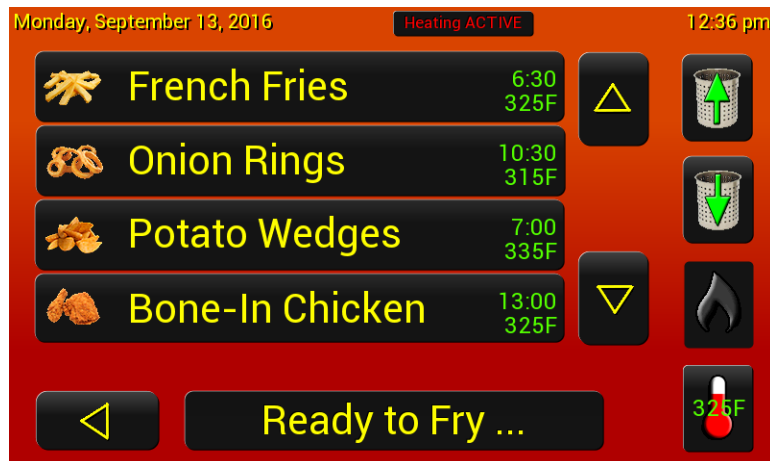 Monday, September 13, 2016
Heating ACTIVE
12:36 pm
French Fries
6:30
325F
Onion Rings
10:30
315F
Potato Wedges
7:00
335F
Bone-In Chicken
13:00
325F
Ready to Fry ...
325F